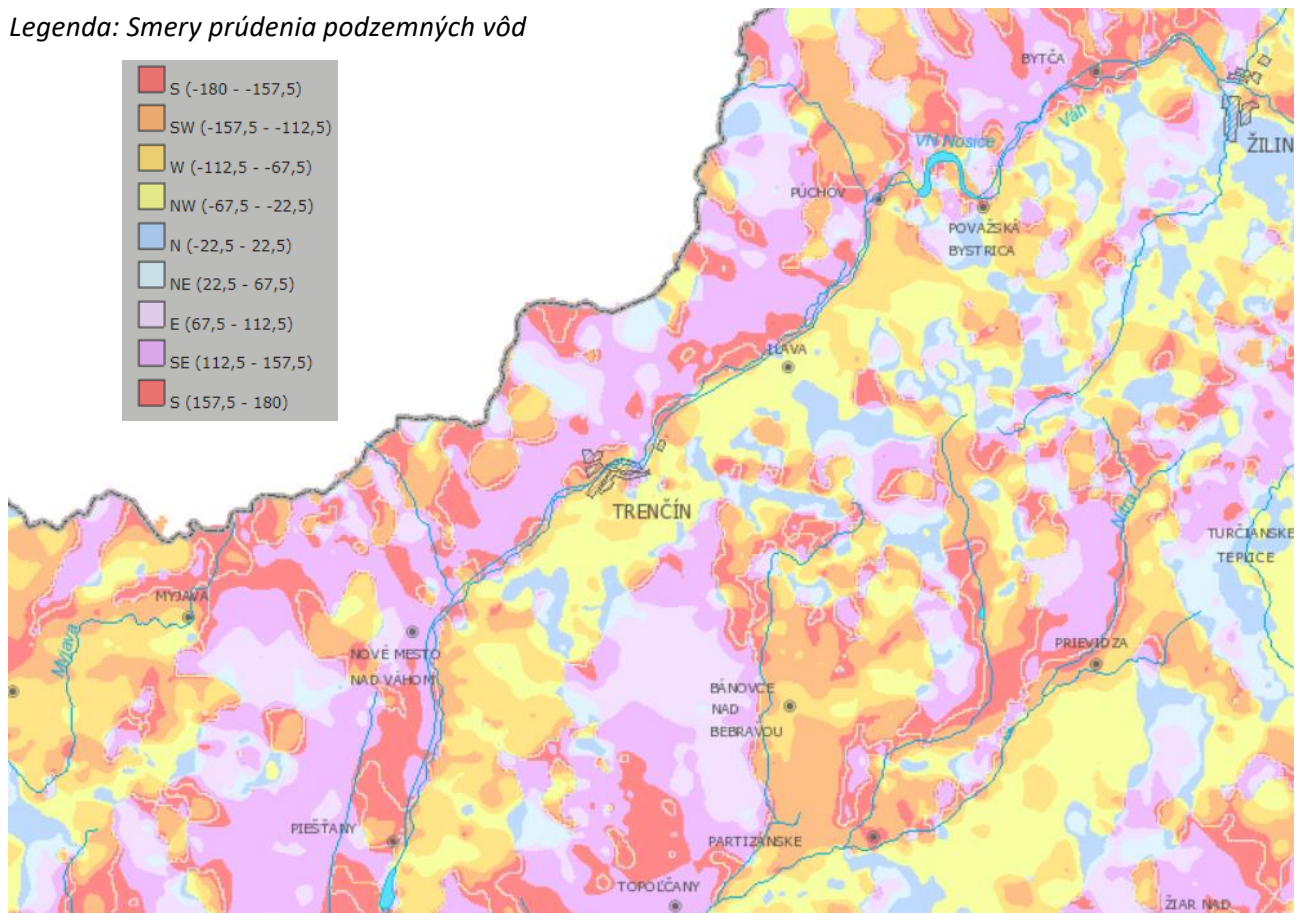 Legenda: Smery prúdenia podzemných vôd
S (-180 - -157,5)
SW (-157,5 - -112,5)
W (-112,5 - -67,5)
NW (-67,5 - -22,5)
N (-22,5 - 22,5)
NE (22,5 - 67,5)
E (67,5 - 112,5)
SE (112,5 - 157,5)
S (157,5 - 180)
BYTČA
Váh
ŽILIN
VN Nosice
PÚCHOV
POVAŽSKÁ
BYSTRICA
ILAVA
TRENČÍN
Nitra
TURČIANSKE
TEPLICE
MYJAVA
Myjava
NOVÉ MESTO
NAD VÁHOM
PRIEVIDZA
BÁNOVCE
NAD
BEBRAVOU
PIEŠŤANY
PARTIZÁNSKE
TOPOĽČANY
ŽIAR NAD